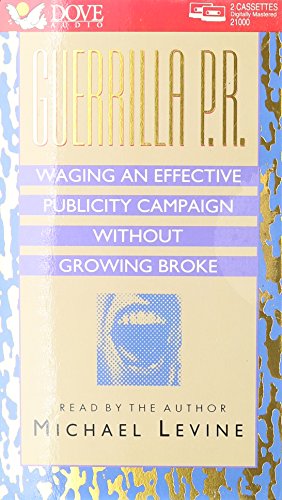 DOVE
AUDIO
2 CASSETTES
Digitally Mastered
21000
GUERRILLA P.R.
WAGING AN EFFECTIVE
PUBLICITY CAMPAIGN
WITHOUT
GROWING BROKE
READ BY THE AUTHOR
MICHAEL LEVINE